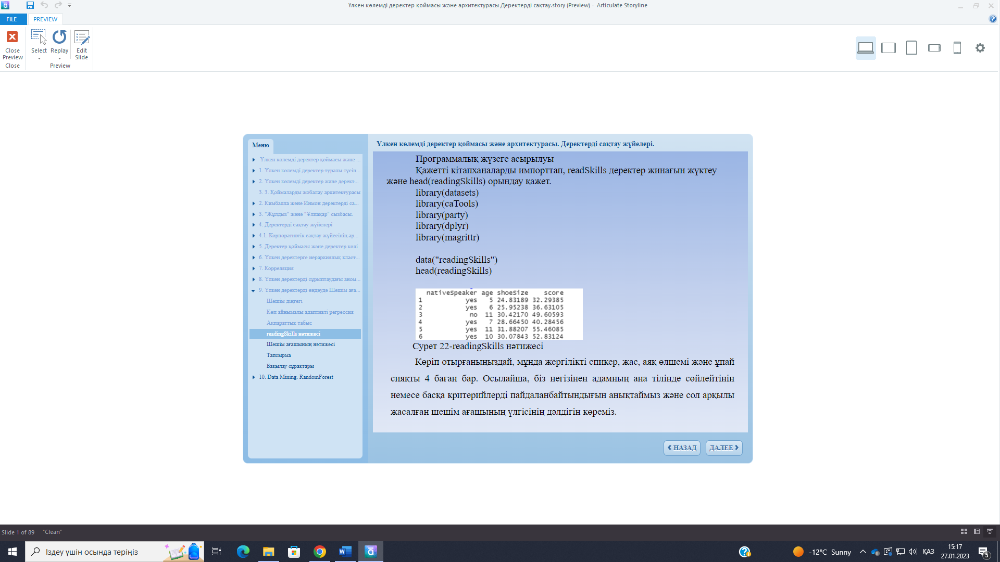 Үлкен көлемді деректер қоймасы және архитектурасы Деректерді сақтау.story (Preview) - Articulate Storyline
FILE
PREVIEW
Close Preview
Select
Replay
Edit Slide
Close
Preview
Меню
Үлкен көлемді деректер қоймасы және ...
1. Үлкен көлемді деректер туралы түсін...
2. Үлкен көлемді деректер және дерект...
3. 3. Қоймаларды жобалау архитектурасы
2. Кимбалла және Инмон деректерді са...
3. "Жұлдыз" және "Ұлпақар" сызбасы.
4. Деректерді сақтау жүйелері
4.1. Корпоративтік сақтау жүйесінің ар...
5. Деректер қоймасы және деректер көлі
6. Үлкен деректерге иерархиялық класт...
7. Корреляция
8. Үлкен деректерді сұрыптаудағы аном...
9. Үлкен деректерді өңдеуде Шешім аға...
Шешім діңгегі
Көп айнымалы адаптивті регрессия
Ақпараттық табыс
readingSkills нәтижесі
Шешім ағашының нәтижесі
Тапсырма
Бақылау сұрақтары
10. Data Mining. RandomForest
Үлкен көлемді деректер қоймасы және архитектурасы. Деректерді сақтау жүйелері.
Программалық жүзеге асырылуы
Қажетті кітапханаларды импорттап, readSkills деректер жинағын жүктеу
және head(readingSkills) орындау қажет.
library(datasets)
library(caTools)
library(party)
library(dplyr)
library(magrittr)
data("readingSkills")
head(readingSkills)
nativeSpeaker age shoeSize score
1 yes 5 24.83189 32.29385
2 yes 6 25.95238 36.63105
3 no 11 30.42170 49.60593
4 yes 7 28.66450 40.28456
5 yes 11 31.88207 55.46085
6 yes 10 30.07843 52.83124
Сурет 22-readingSkills нәтижесі
Көріп отырғаныңыздай, мұнда жергілікті спикер, жас, аяқ өлшемі және ұпай
сияқты 4 баған бар. Осылайша, біз негізінен адамның ана тілінде сөйлейтінін
немесе басқа критерийлерді пайдаланбайтындығын анықтаймыз және сол арқылы
жасалған шешім ағашының үлгісінің дәлдігін көреміз.
НАЗАД
ДАЛЕЕ
Slide 1 of 89
"Clean"
Іздеу үшін осында теріңіз
-12°C Sunny
ҚАЗ
15:17
27.01.2023
5